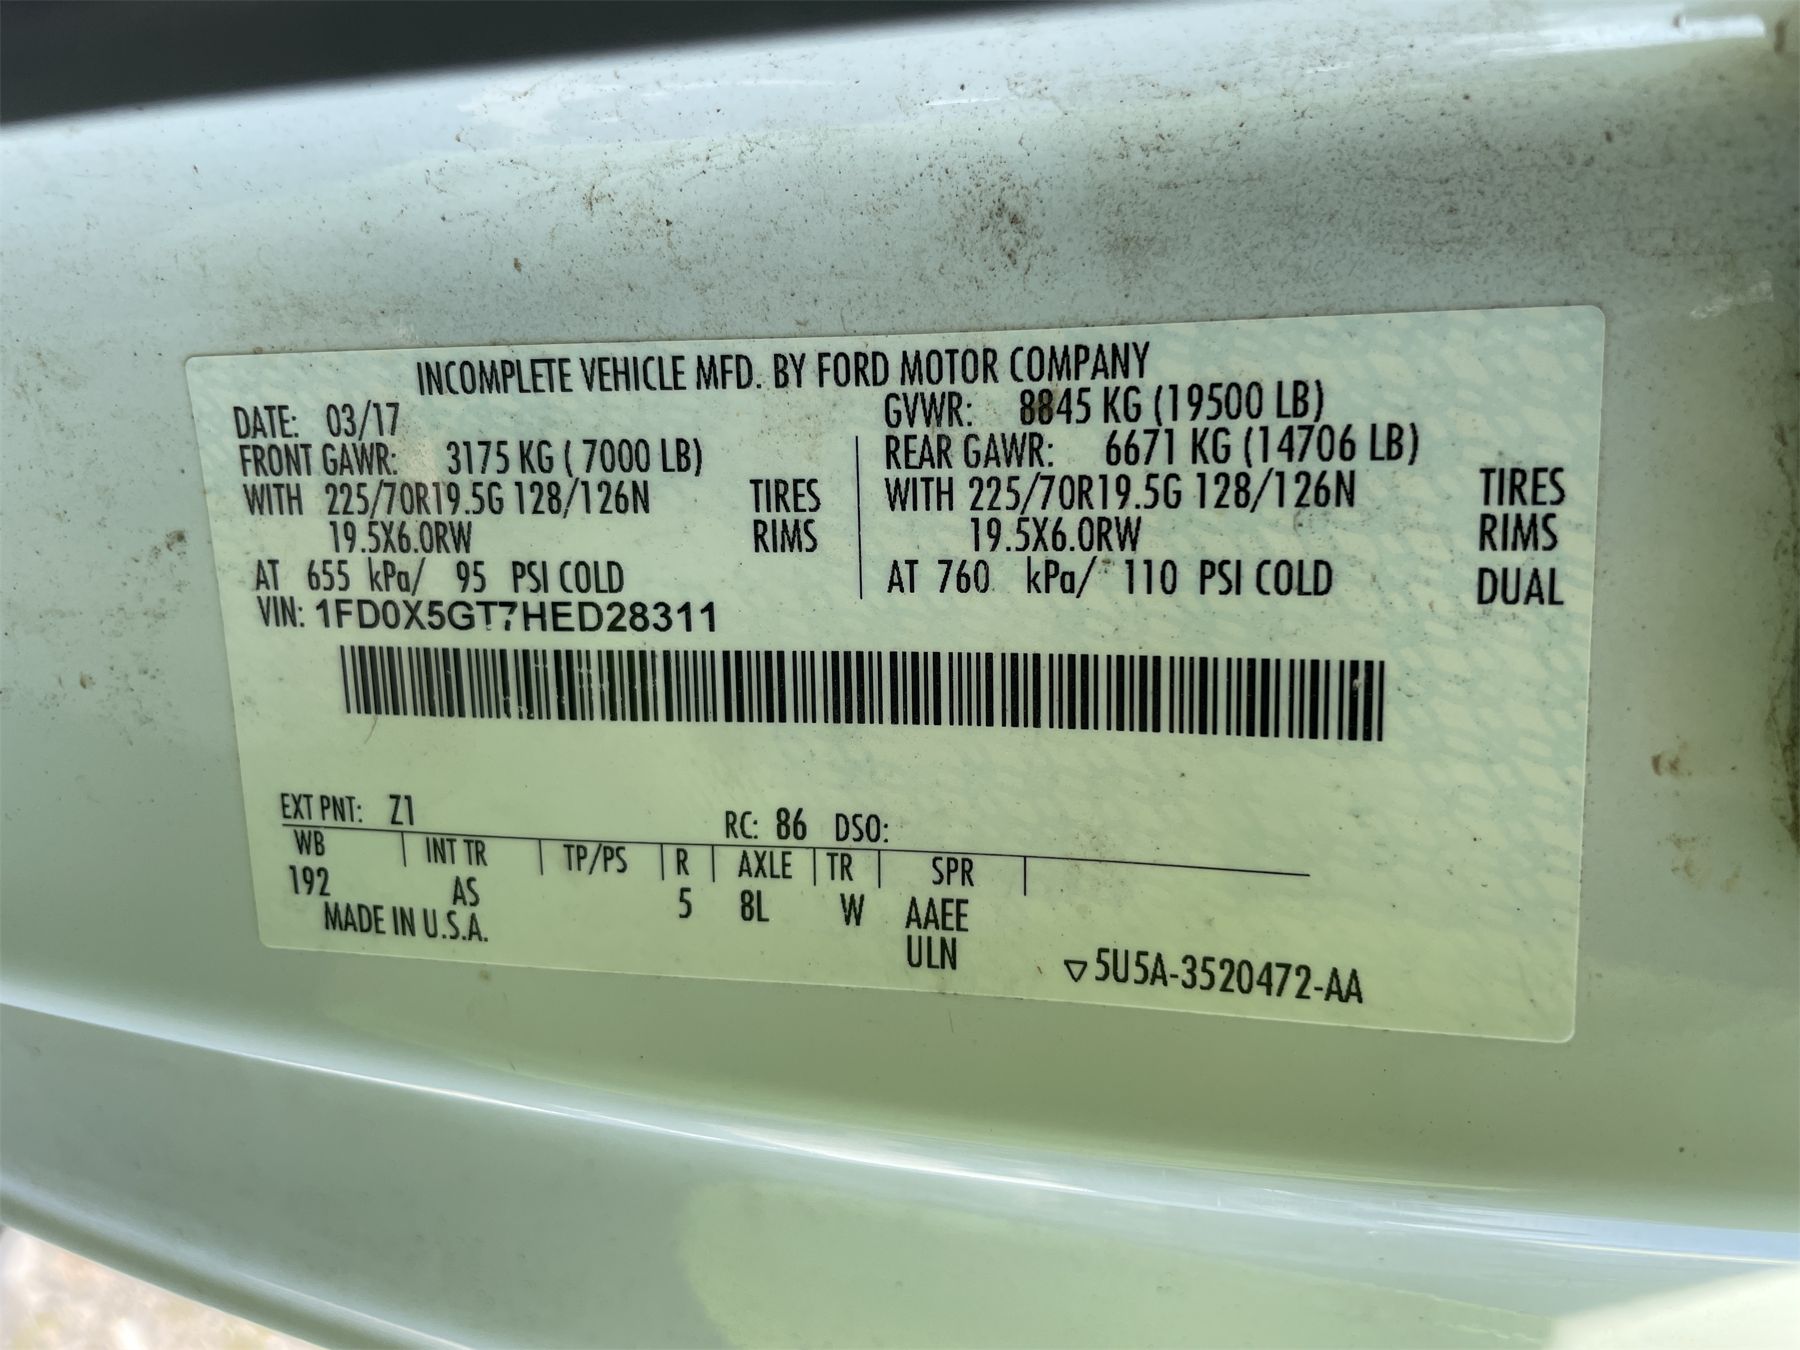 INCOMPLETE VEHICLE MFD. BY FORD MOTOR COMPANY
DATE: 03/17 GVWR: 8845 KG (19500 LB)
FRONT GAWR: 3175 KG ( 7000 LB) REAR GAWR: 6671 KG (14706 LB)
WITH 225/70R19.5G 128/126N TIRES WITH 225/70R19.5G 128/126N TIRES
19.5X6.0RW RIMS 19.5X6.0RW RIMS
AT 655 kPa/ 95 PSI COLD AT 760 kPa/ 110 PSI COLD DUAL
VIN: 1FD0X5GT7HED28311
EXT PNT: Z1 RC: 86 DSO:
WB INT TR TP/PS R AXLE TR SPR
192 AS 5 8L W AAEE
MADE IN U.S.A. ULN
▽5U5A-3520472-AA